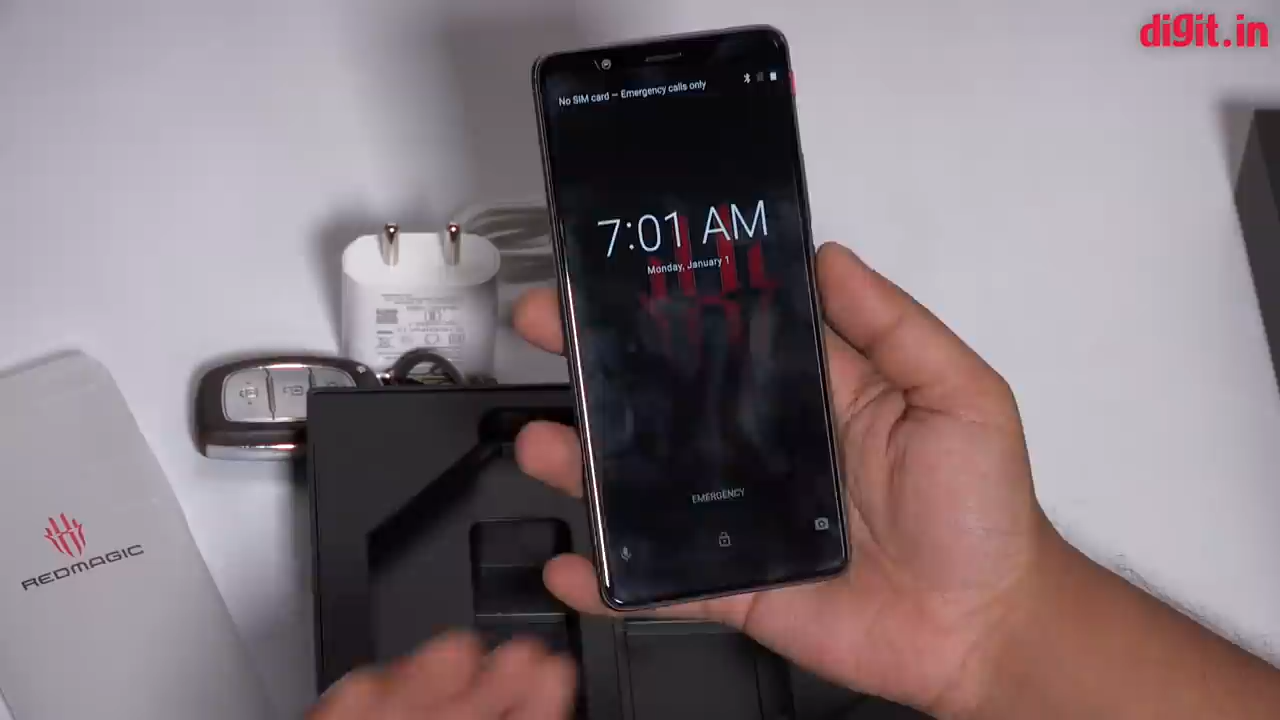 digit.in
No SIM card – Emergency calls only
7:01 AM
Monday, January 1
EMERGENCY
REDMAGIC